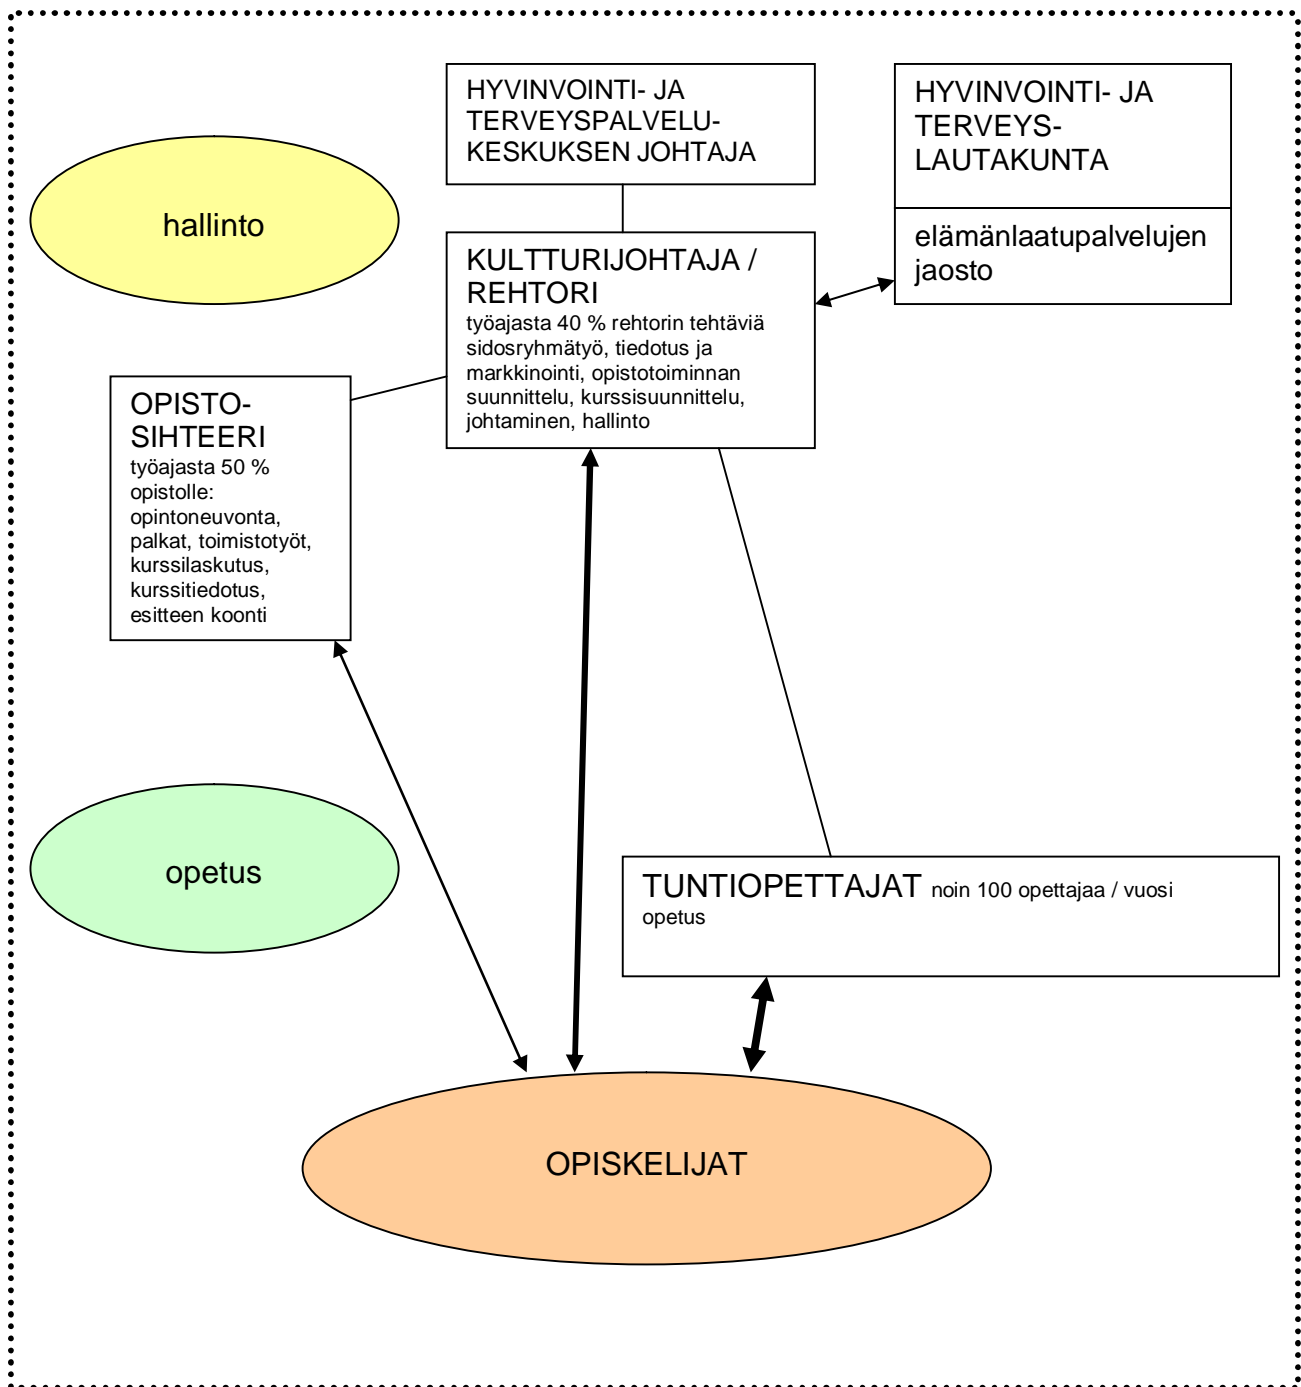 HYVINVOINTI- JA
TERVEYSPALVELU-
KESKUKSEN JOHTAJA
HYVINVOINTI- JA
TERVEYS-
LAUTAKUNTA
elämänlaatupalvelujen
jaosto
hallinto
KULTTURIJOHTAJA /
REHTORI
työajasta 40 % rehtorin tehtäviä
sidosryhmätyö, tiedotus ja
markkinointi, opistotoiminnan
suunnittelu, kurssisuunnittelu,
johtaminen, hallinto
OPISTO-
SIHTEERI
työajasta 50 %
opistolle:
opintoneuvonta,
palkat, toimistotyöt,
kurssilaskutus,
kurssitiedotus,
esitteen koonti
opetus
TUNTIOPETTAJAT noin 100 opettajaa / vuosi
opetus
OPISKELIJAT